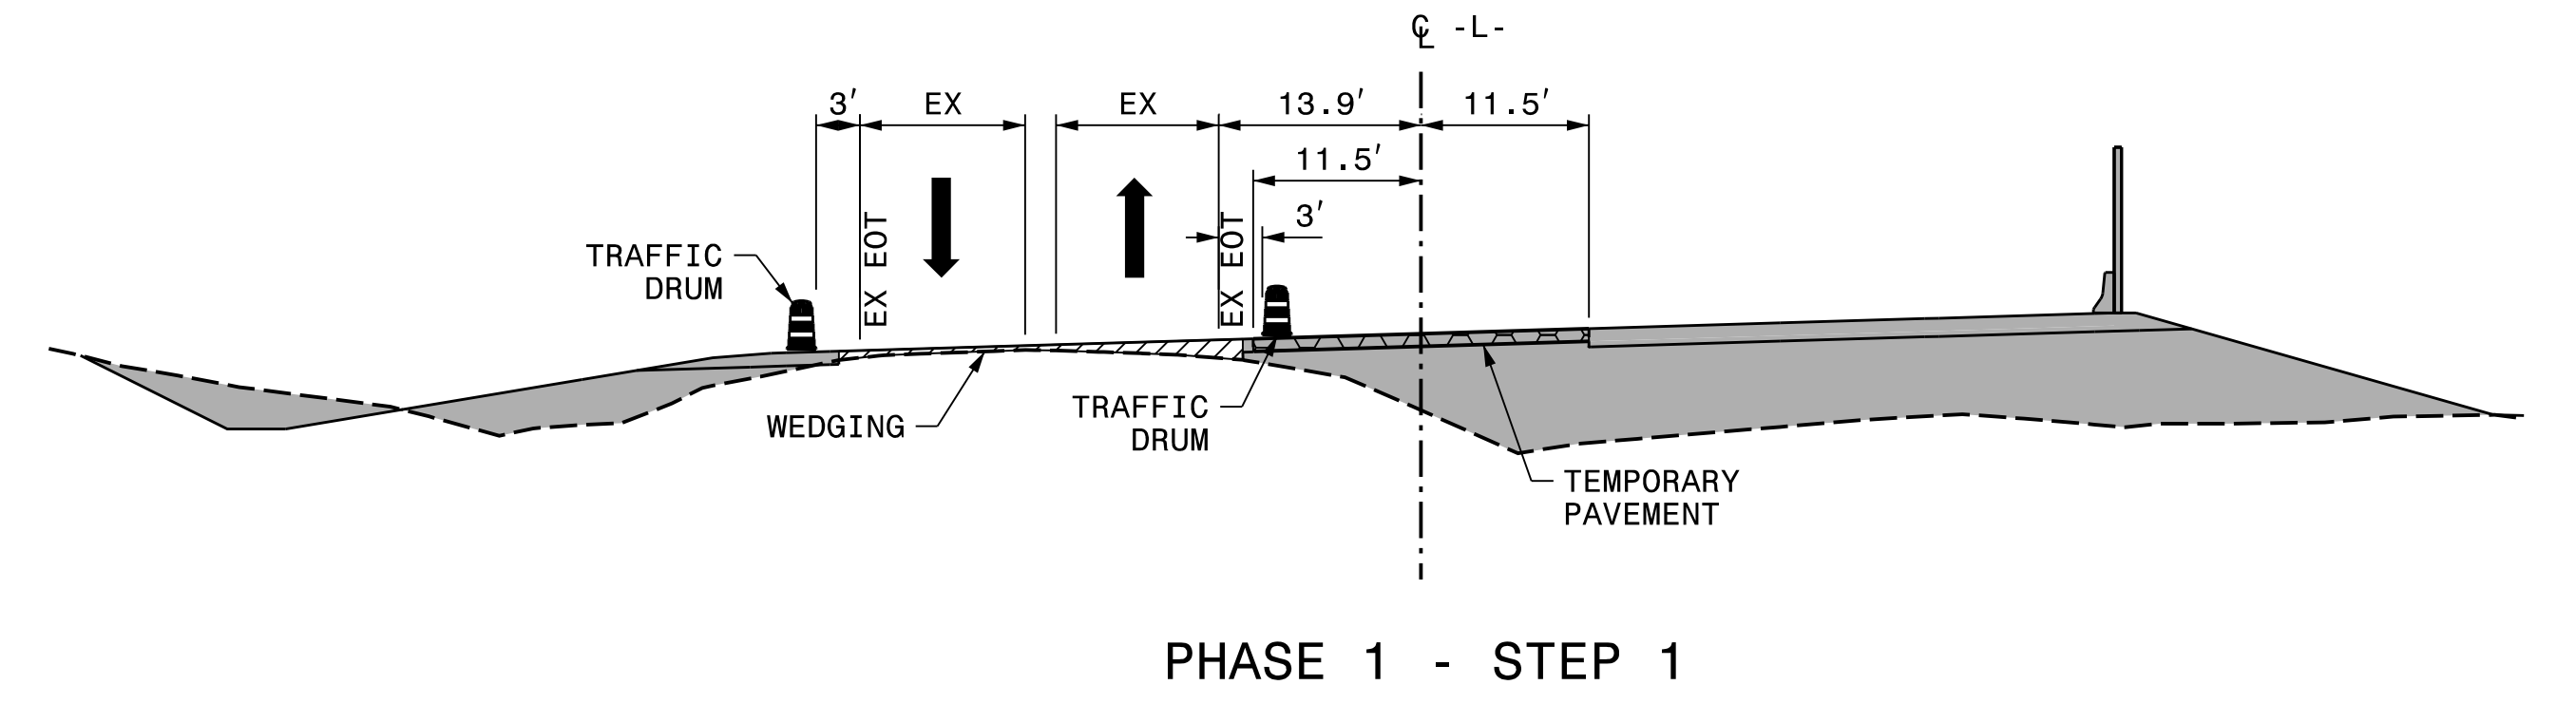 ℄ -L-
3' EX EX 13.9' 11.5'
11.5'
3'
EX EOT
EX EOT
TRAFFIC
DRUM
WEDGING
TRAFFIC
DRUM
TEMPORARY
PAVEMENT
PHASE 1 - STEP 1